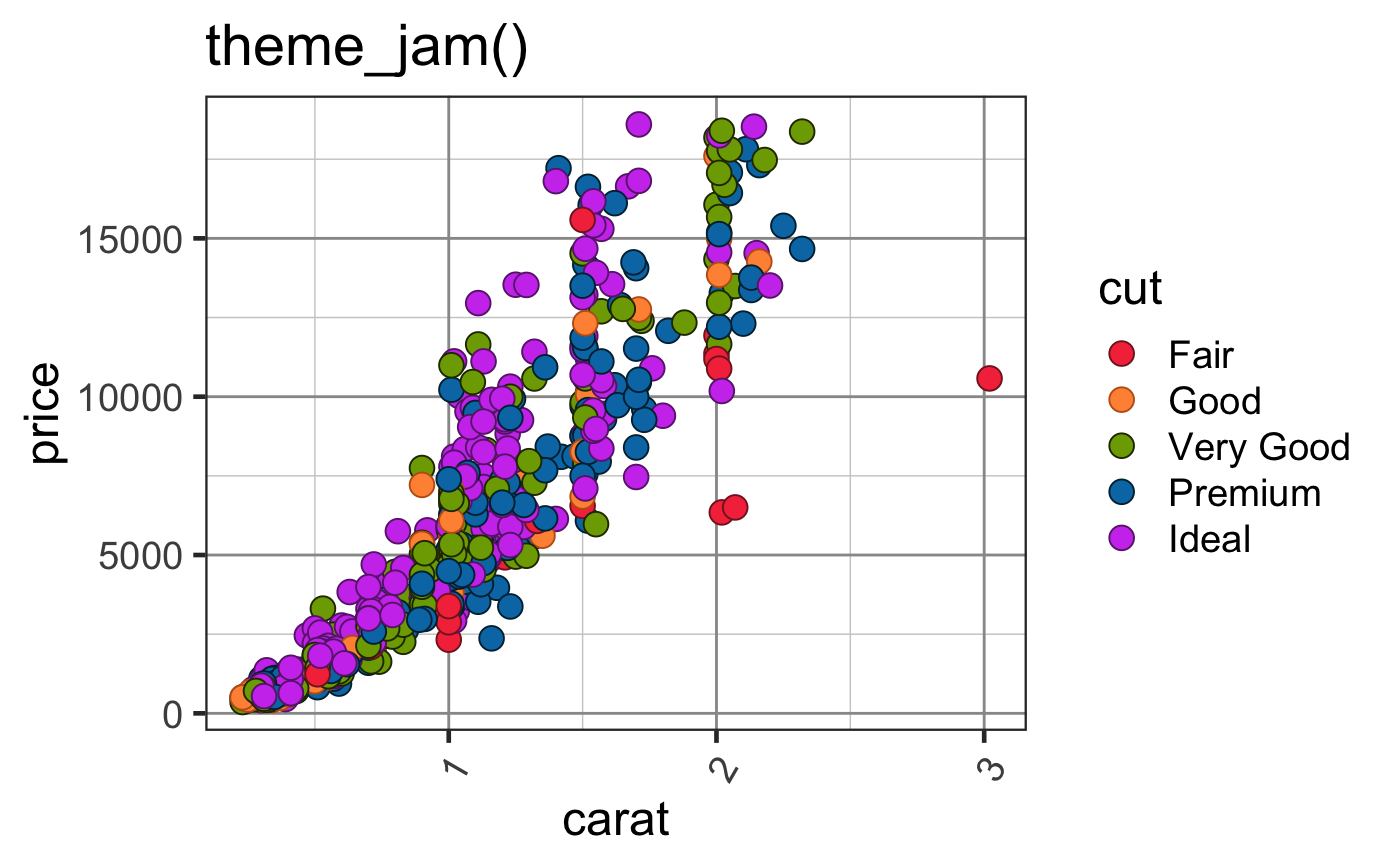 theme_jam()
price
15000
10000
5000
0
1
2
3
carat
cut
Fair
Good
Very Good
Premium
Ideal